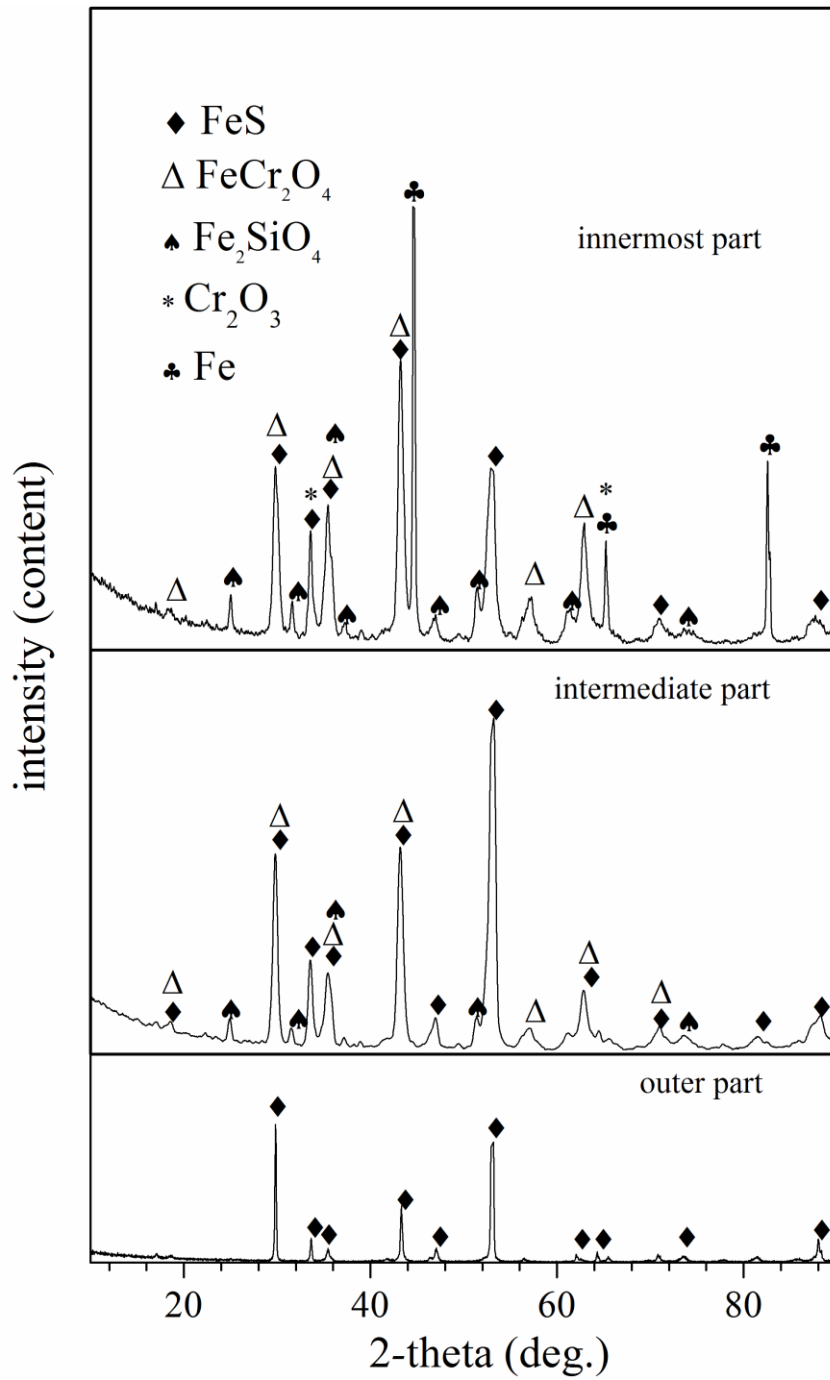 ♦ FeS
Δ FeCr₂O₄
♠ Fe₂SiO₄
* Cr₂O₃
♣ Fe
innermost part
intermediate part
outer part
intensity (content)
20 40 60 80
2-theta (deg.)